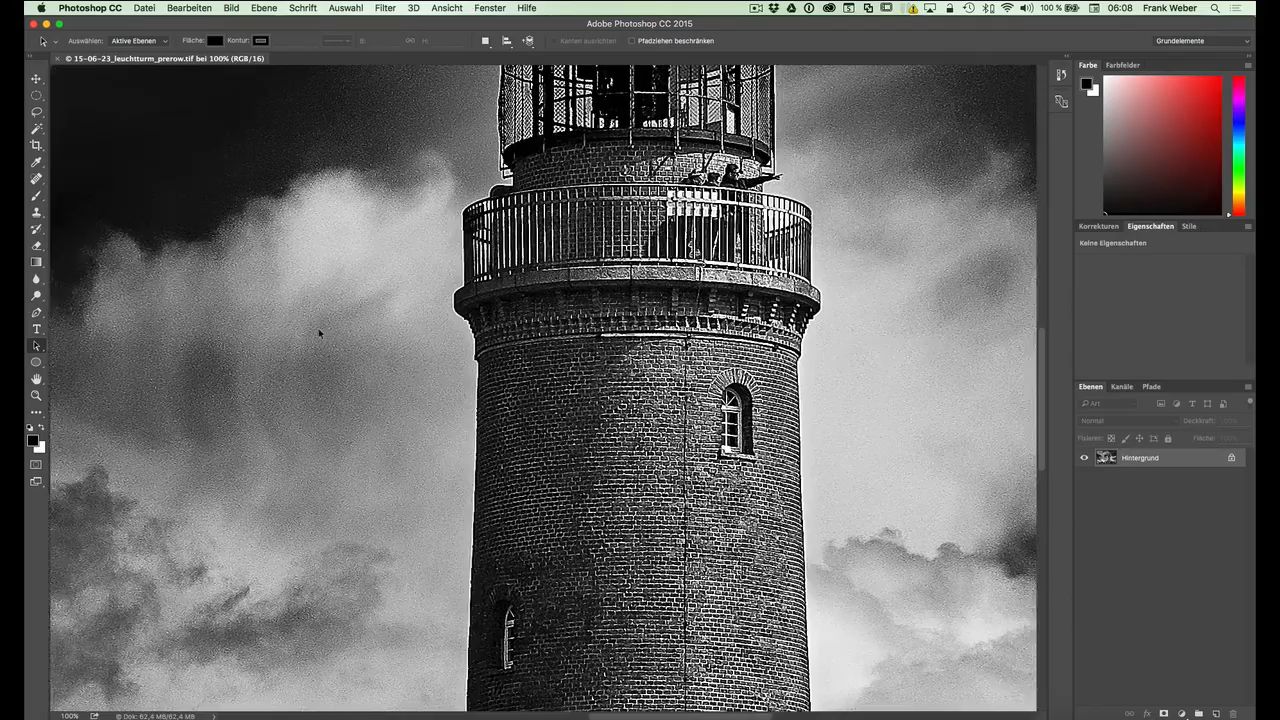 Photoshop CC Datei Bearbeiten Bild Ebene Schrift Auswahl Filter 3D Ansicht Fenster Hilfe 100 % 06:08 Frank Weber
Adobe Photoshop CC 2015
Auswählen: Aktive Ebenen Fläche: Kontur: B: H: Kanten ausrichten Pfadziehen beschränken Grundelemente
× © 15-06-23_leuchtturm_prerow.tif bei 100% (RGB/16)
Farbe Farbfelder
Korrekturen Eigenschaften Stile
Keine Eigenschaften
Ebenen Kanäle Pfade
Art
Normal Deckkraft: 100%
Fixieren: Fläche: 100%
Hintergrund
100% Dok: 62,4 MB/62,4 MB